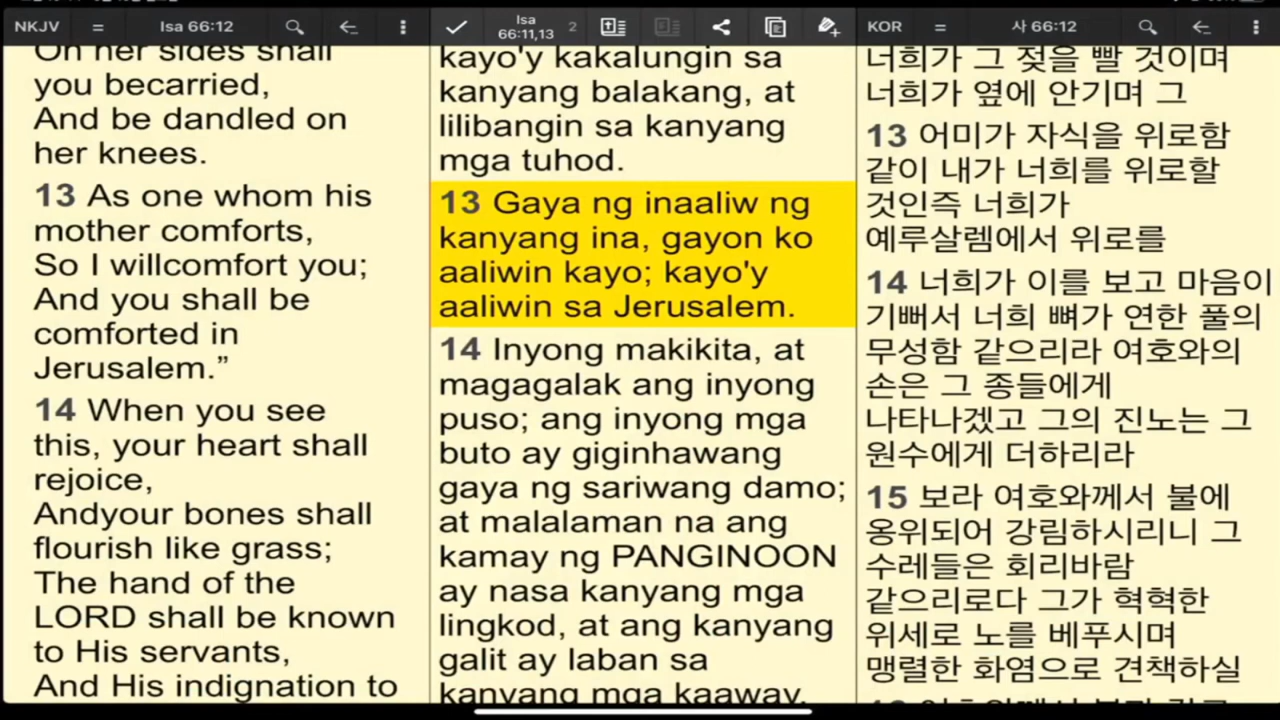 NKJV = Isa 66:12
On her sides shall
you becarried,
And be dandled on
her knees.
13 As one whom his
mother comforts,
So I willcomfort you;
And you shall be
comforted in
Jerusalem.”
14 When you see
this, your heart shall
rejoice,
Andyour bones shall
flourish like grass;
The hand of the
LORD shall be known
to His servants,
And His indignation to
Isa
66:11,13 2
kayo'y kakalungin sa
kanyang balakang, at
lilibangin sa kanyang
mga tuhod.
13 Gaya ng inaaliw ng
kanyang ina, gayon ko
aaliwin kayo; kayo'y
aaliwin sa Jerusalem.
14 Inyong makikita, at
magagalak ang inyong
puso; ang inyong mga
buto ay giginhawang
gaya ng sariwang damo;
at malalaman na ang
kamay ng PANGINOON
ay nasa kanyang mga
lingkod, at ang kanyang
galit ay laban sa
kanyang mga kaaway.
KOR = 사 66:12
너희가 그 젖을 빨 것이며
너희가 옆에 안기며 그
13 어미가 자식을 위로함
같이 내가 너희를 위로할
것인즉 너희가
예루살렘에서 위로를
14 너희가 이를 보고 마음이
기뻐서 너희 뼈가 연한 풀의
무성함 같으리라 여호와의
손은 그 종들에게
나타나겠고 그의 진노는 그
원수에게 더하리라
15 보라 여호와께서 불에
옹위되어 강림하시리니 그
수레들은 회리바람
같으리로다 그가 혁혁한
위세로 노를 베푸시며
맹렬한 화염으로 견책하실